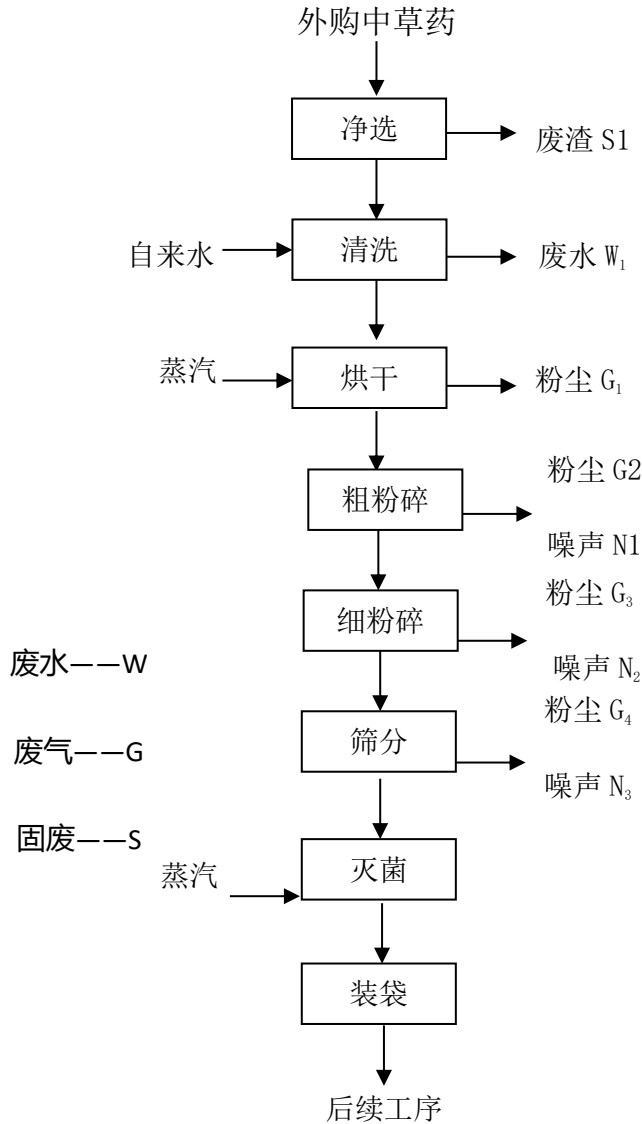 外购中草药
净选
废渣 S1
自来水
清洗
废水 W₁
蒸汽
烘干
粉尘 G₁
粗粉碎
粉尘 G2
噪声 N1
细粉碎
粉尘 G₃
噪声 N₂
废水——W
废气——G
固废——S
筛分
粉尘 G₄
噪声 N₃
蒸汽
灭菌
装袋
后续工序